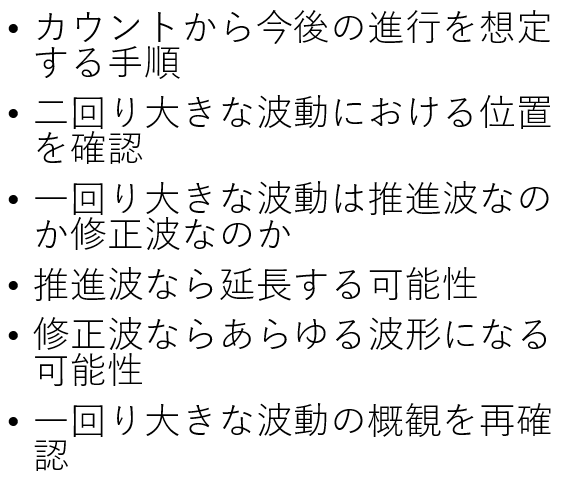 • カウントから今後の進行を想定
する手順
• 二回り大きな波動における位置
を確認
• 一回り大きな波動は推進波なの
か修正波なのか
• 推進波なら延長する可能性
• 修正波ならあらゆる波形になる
可能性
• 一回り大きな波動の概観を再確
認